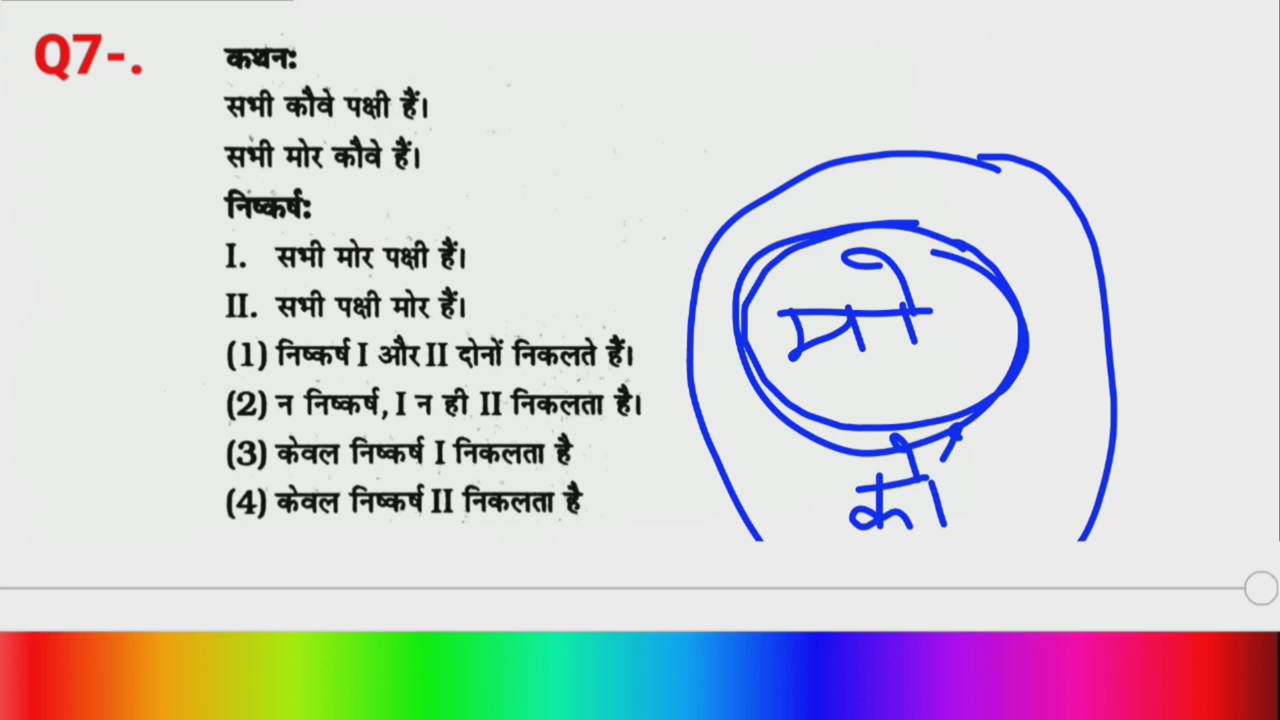 Q7-.
कथन:
सभी कौवे पक्षी हैं।
सभी मोर कौवे हैं।
निष्कर्ष:
I. सभी मोर पक्षी हैं।
II. सभी पक्षी मोर हैं।
(1) निष्कर्ष I और II दोनों निकलते हैं।
(2) न निष्कर्ष, I न ही II निकलता है।
(3) केवल निष्कर्ष I निकलता है
(4) केवल निष्कर्ष II निकलता है
मो
को